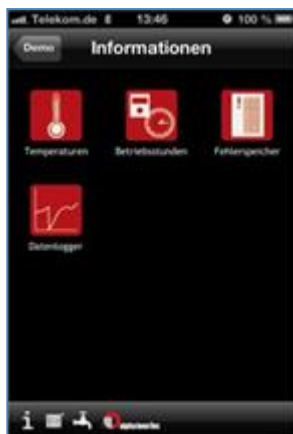 Telekom.de 13:46 100 %
Demo Informationen
Temperaturen Betriebsstunden Fehlerspeicher
Datenlogger